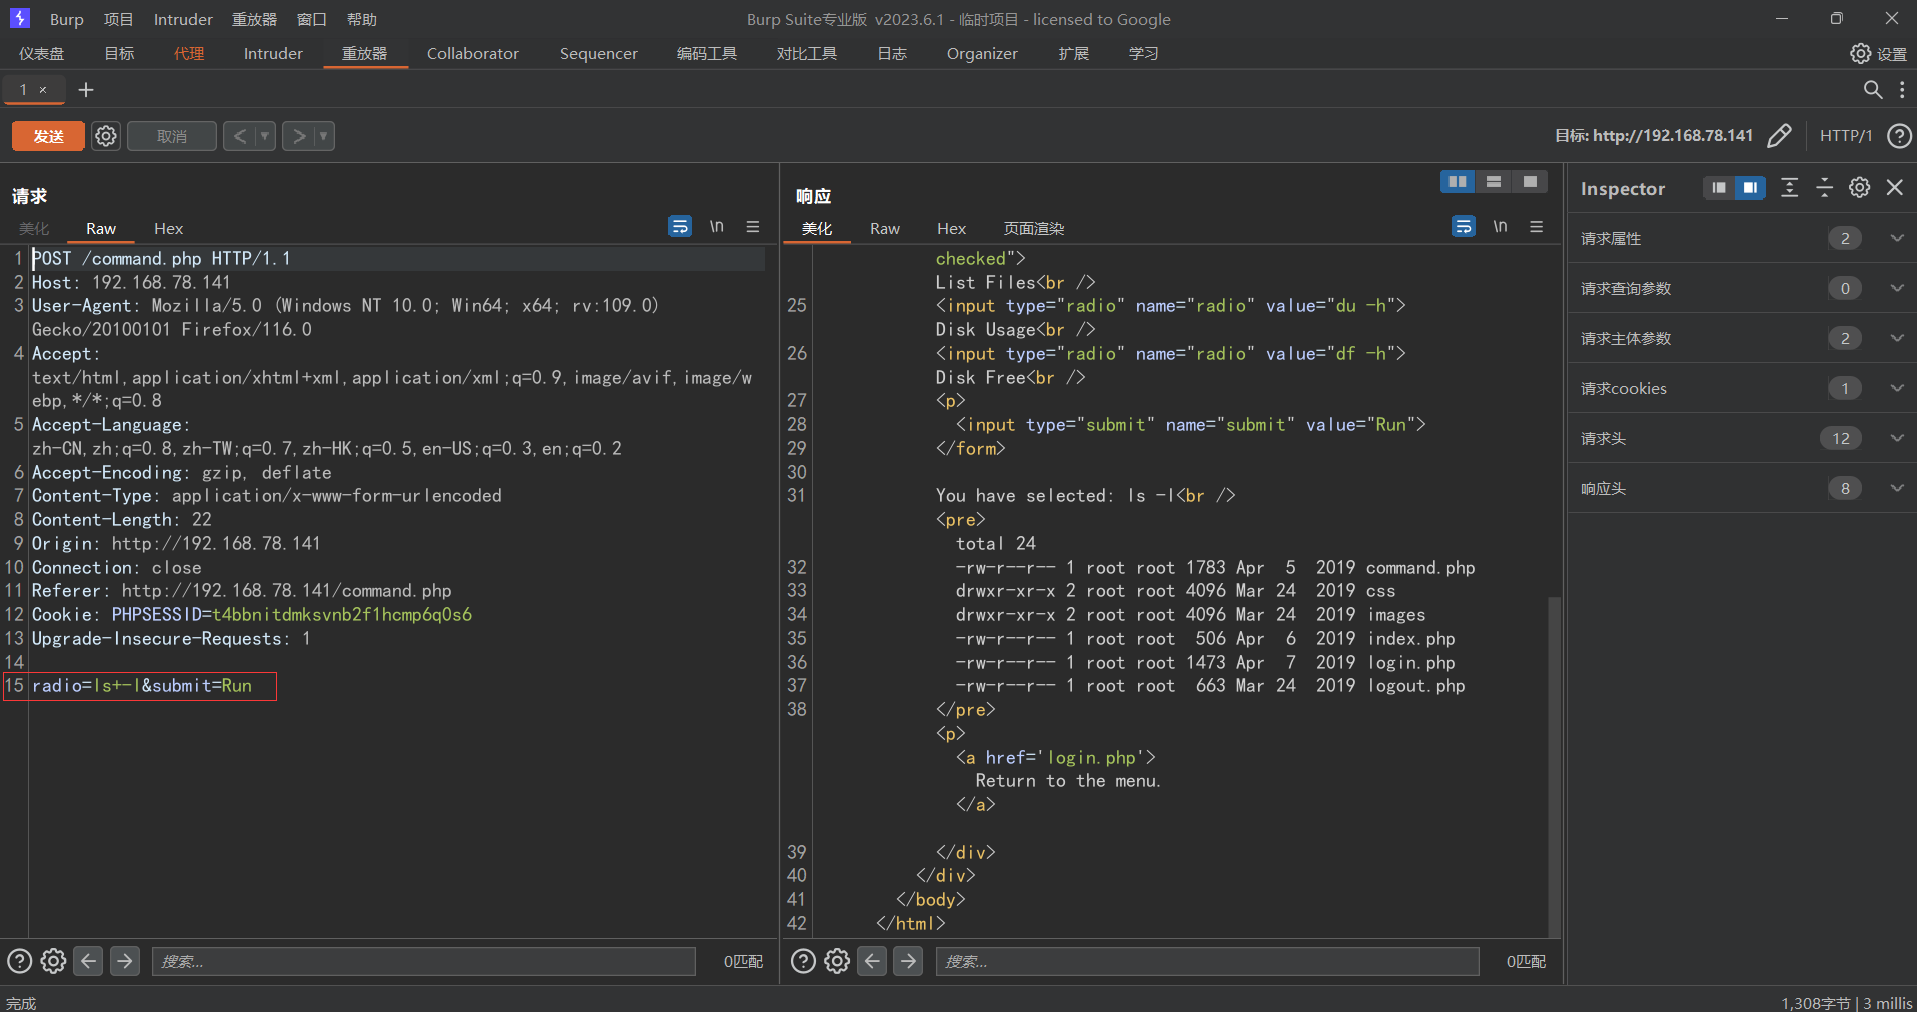 Burp 项目 Intruder 重放器 窗口 帮助 Burp Suite专业版 v2023.6.1 - 临时项目 - licensed to Google
仪表盘 目标 代理 Intruder 重放器 Collaborator Sequencer 编码工具 对比工具 日志 Organizer 扩展 学习 设置
1 × +
发送 取消 < > 目标: http://192.168.78.141 HTTP/1
请求
美化 Raw Hex \n
1 POST /command.php HTTP/1.1
2 Host: 192.168.78.141
3 User-Agent: Mozilla/5.0 (Windows NT 10.0; Win64; x64; rv:109.0)
Gecko/20100101 Firefox/116.0
4 Accept:
text/html,application/xhtml+xml,application/xml;q=0.9,image/avif,image/w
ebp,*/*;q=0.8
5 Accept-Language:
zh-CN,zh;q=0.8,zh-TW;q=0.7,zh-HK;q=0.5,en-US;q=0.3,en;q=0.2
6 Accept-Encoding: gzip, deflate
7 Content-Type: application/x-www-form-urlencoded
8 Content-Length: 22
9 Origin: http://192.168.78.141
10 Connection: close
11 Referer: http://192.168.78.141/command.php
12 Cookie: PHPSESSID=t4bbnitdmksvnb2f1hcmp6q0s6
13 Upgrade-Insecure-Requests: 1
14
15 radio=ls+-l&submit=Run
搜索... 0匹配
响应
美化 Raw Hex 页面渲染 \n
checked">
List Files<br />
25 <input type="radio" name="radio" value="du -h">
Disk Usage<br />
26 <input type="radio" name="radio" value="df -h">
Disk Free<br />
27 <p>
28 <input type="submit" name="submit" value="Run">
29 </form>
30
31 You have selected: ls -l<br />
<pre>
total 24
32 -rw-r--r-- 1 root root 1783 Apr 5 2019 command.php
33 drwxr-xr-x 2 root root 4096 Mar 24 2019 css
34 drwxr-xr-x 2 root root 4096 Mar 24 2019 images
35 -rw-r--r-- 1 root root 506 Apr 6 2019 index.php
36 -rw-r--r-- 1 root root 1473 Apr 7 2019 login.php
37 -rw-r--r-- 1 root root 663 Mar 24 2019 logout.php
38 </pre>
<p>
<a href='login.php'>
Return to the menu.
</a>
39 </div>
40 </div>
41 </body>
42 </html>
搜索... 0匹配
Inspector
请求属性 2
请求查询参数 0
请求主体参数 2
请求cookies 1
请求头 12
响应头 8
完成 1,308字节 | 3 millis